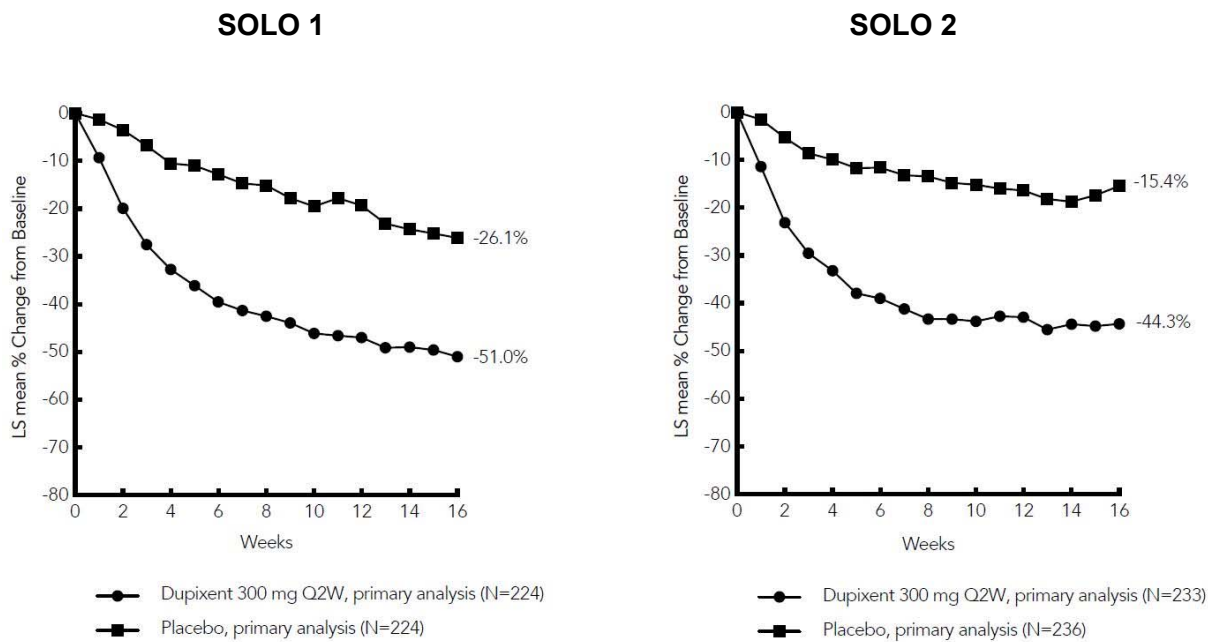 SOLO 1
SOLO 2
LS mean % Change from Baseline
0
-10
-20
-30
-40
-50
-60
-70
-80
-26.1%
-51.0%
0 2 4 6 8 10 12 14 16
Weeks
Dupixent 300 mg Q2W, primary analysis (N=224)
Placebo, primary analysis (N=224)
LS mean % Change from Baseline
0
-10
-20
-30
-40
-50
-60
-70
-80
-15.4%
-44.3%
0 2 4 6 8 10 12 14 16
Weeks
Dupixent 300 mg Q2W, primary analysis (N=233)
Placebo, primary analysis (N=236)